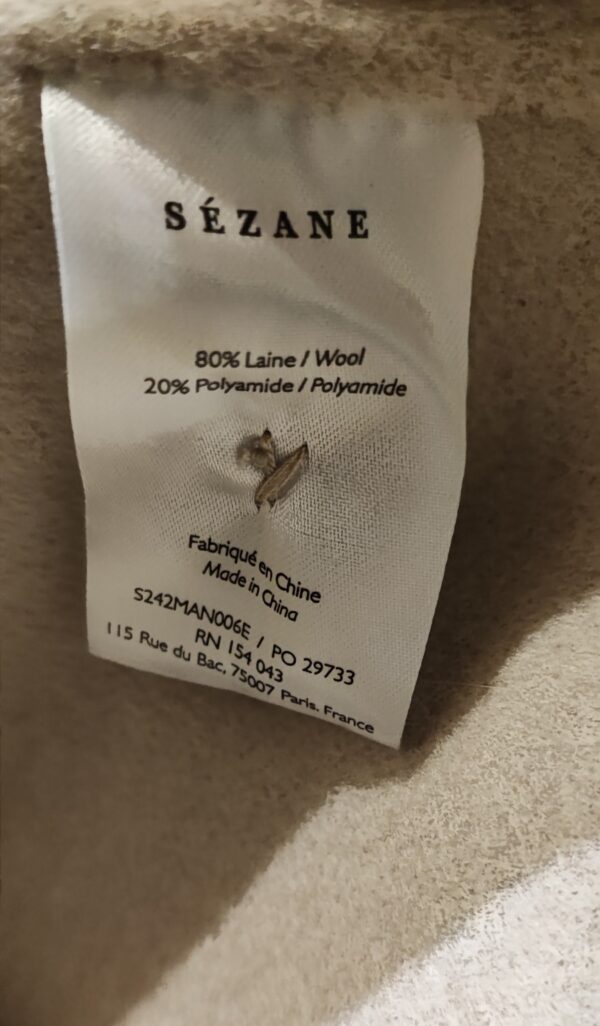 SÉZANE
80% Laine / Wool
20% Polyamide / Polyamide
Fabriqué en Chine
Made in China
S242MAN006E / PO 29733
RN 154 043
115 Rue du Bac, 75007 Paris. France